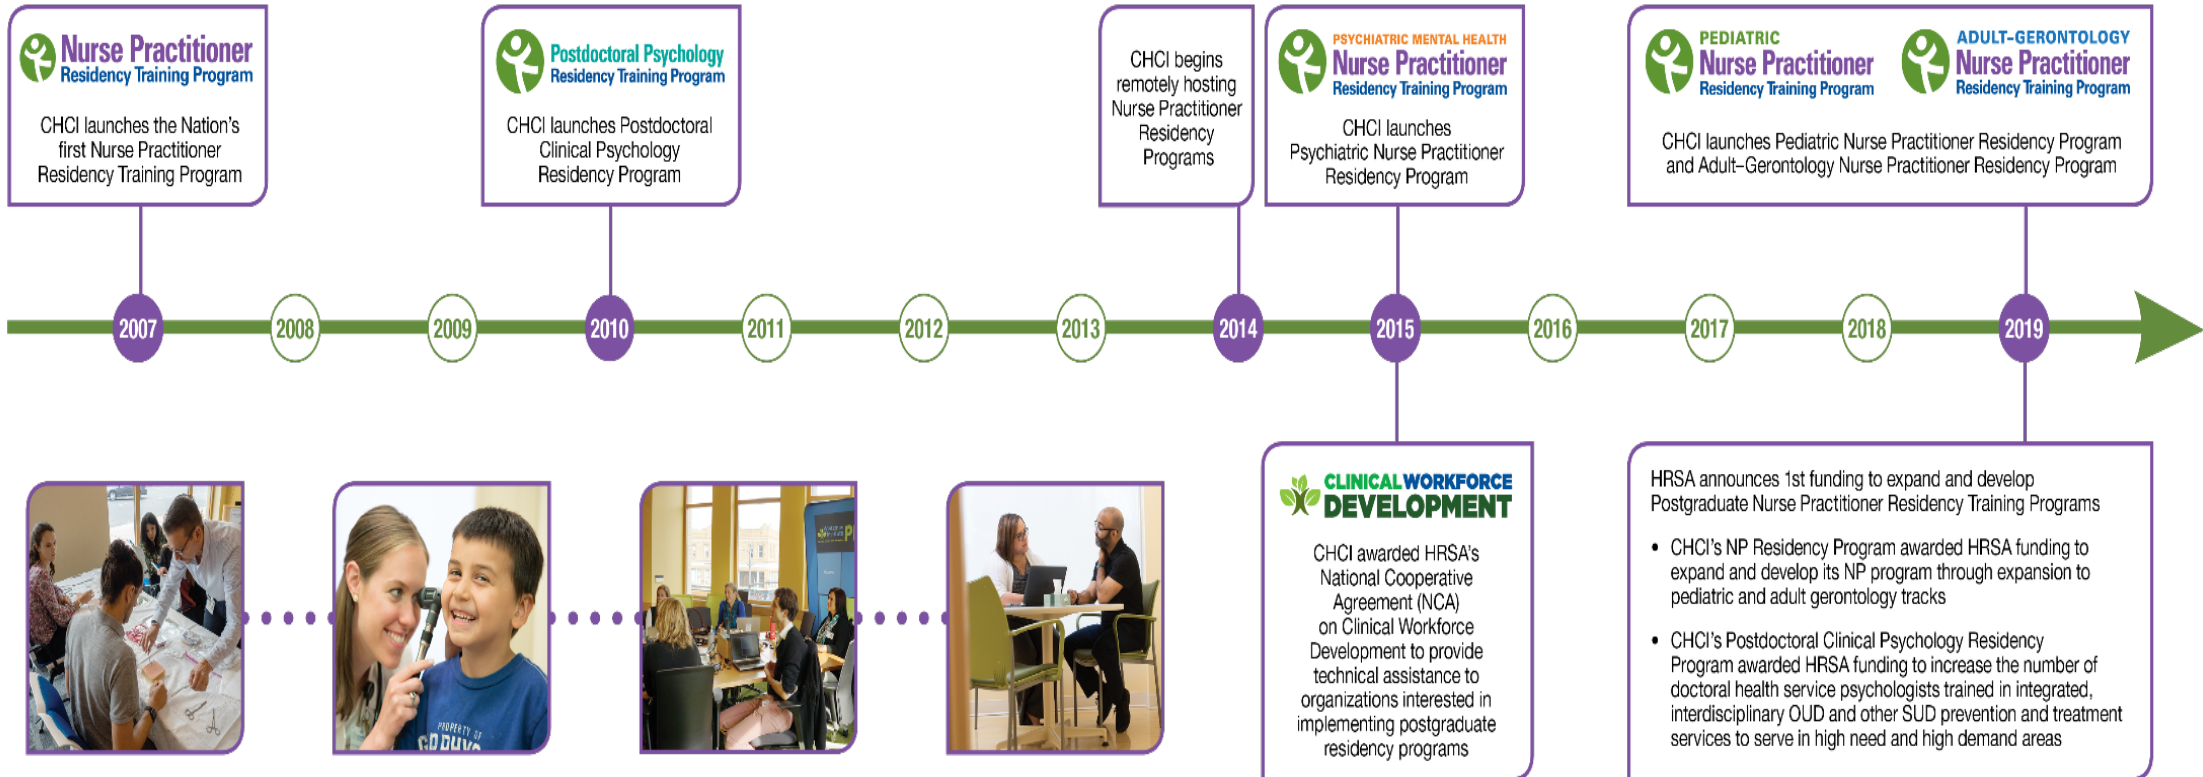 Nurse Practitioner
Residency Training Program
CHCI launches the Nation's
first Nurse Practitioner
Residency Training Program
Postdoctoral Psychology
Residency Training Program
CHCI launches Postdoctoral
Clinical Psychology
Residency Program
CHCI begins
remotely hosting
Nurse Practitioner
Residency
Programs
PSYCHIATRIC MENTAL HEALTH
Nurse Practitioner
Residency Training Program
CHCI launches
Psychiatric Nurse Practitioner
Residency Program
PEDIATRIC
Nurse Practitioner
Residency Training Program
ADULT–GERONTOLOGY
Nurse Practitioner
Residency Training Program
CHCI launches Pediatric Nurse Practitioner Residency Program
and Adult–Gerontology Nurse Practitioner Residency Program
2007 2008 2009 2010 2011 2012 2013 2014 2015 2016 2017 2018 2019
PROPERTY OF
CLINICAL WORKFORCE
DEVELOPMENT
CHCI awarded HRSA's
National Cooperative
Agreement (NCA)
on Clinical Workforce
Development to provide
technical assistance to
organizations interested in
implementing postgraduate
residency programs
HRSA announces 1st funding to expand and develop
Postgraduate Nurse Practitioner Residency Training Programs
• CHCI's NP Residency Program awarded HRSA funding to
expand and develop its NP program through expansion to
pediatric and adult gerontology tracks
• CHCI's Postdoctoral Clinical Psychology Residency
Program awarded HRSA funding to increase the number of
doctoral health service psychologists trained in integrated,
interdisciplinary OUD and other SUD prevention and treatment
services to serve in high need and high demand areas